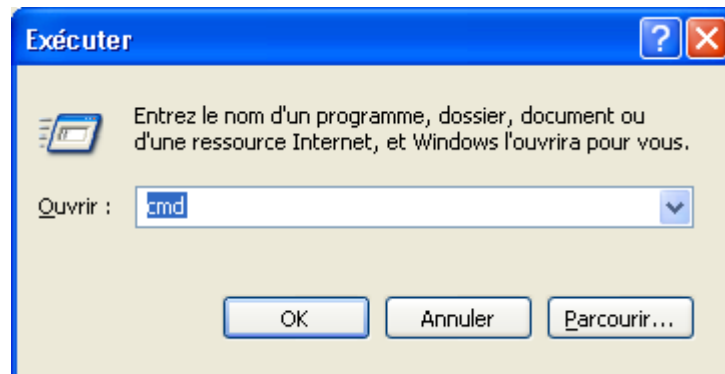 Exécuter
Entrez le nom d'un programme, dossier, document ou
d'une ressource Internet, et Windows l'ouvrira pour vous.
Ouvrir : cmd
OK Annuler Parcourir...